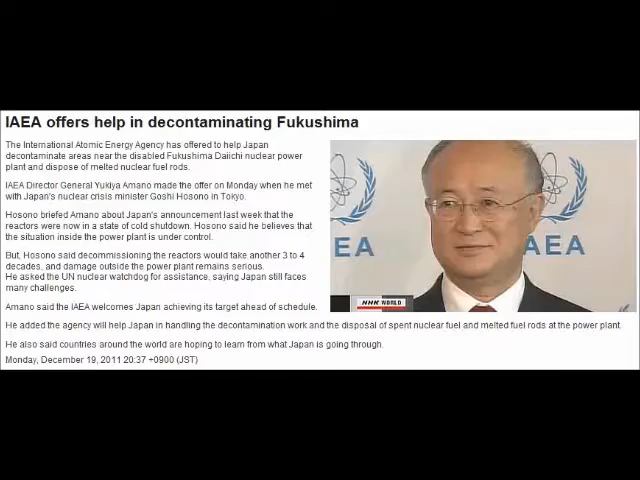 IAEA offers help in decontaminating Fukushima
The International Atomic Energy Agency has offered to help Japan
decontaminate areas near the disabled Fukushima Daiichi nuclear power
plant and dispose of melted nuclear fuel rods.
IAEA Director General Yukiya Amano made the offer on Monday when he met
with Japan's nuclear crisis minister Goshi Hosono in Tokyo.
Hosono briefed Amano about Japan's announcement last week that the
reactors were now in a state of cold shutdown. Hosono said he believes that
the situation inside the power plant is under control.
But, Hosono said decommissioning the reactors would take another 3 to 4
decades, and damage outside the power plant remains serious.
He asked the UN nuclear watchdog for assistance, saying Japan still faces
many challenges.
Amano said the IAEA welcomes Japan achieving its target ahead of schedule.
EA
AEA
NHK WORLD
He added the agency will help Japan in handling the decontamination work and the disposal of spent nuclear fuel and melted fuel rods at the power plant.
He also said countries around the world are hoping to learn from what Japan is going through.
Monday, December 19, 2011 20:37 +0900 (JST)